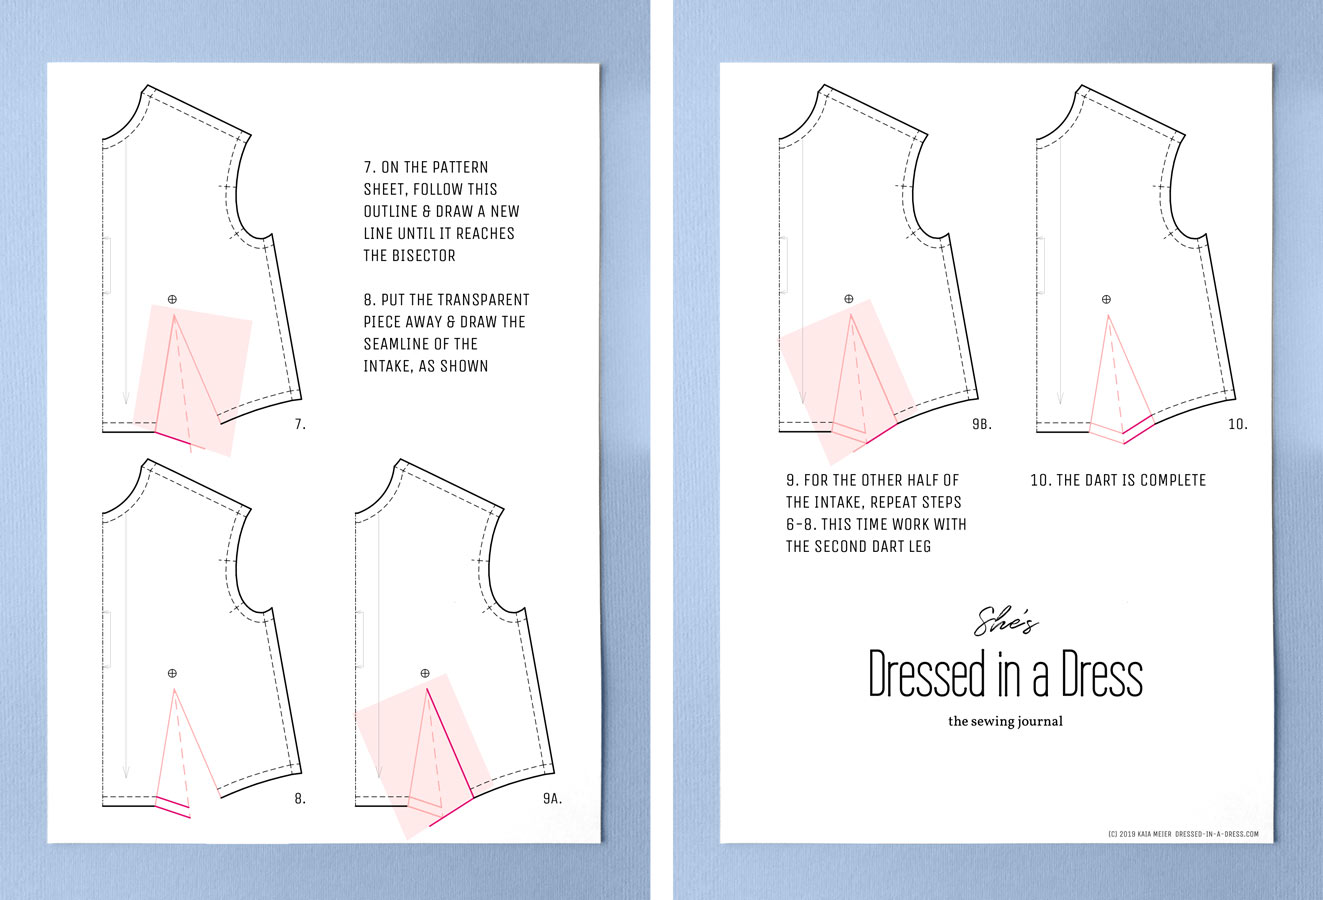 7. ON THE PATTERN
SHEET, FOLLOW THIS
OUTLINE & DRAW A NEW
LINE UNTIL IT REACHES
THE BISECTOR
8. PUT THE TRANSPARENT
PIECE AWAY & DRAW THE
SEAMLINE OF THE
INTAKE, AS SHOWN
7.
8.
9A.
9B.
10.
9. FOR THE OTHER HALF OF
THE INTAKE, REPEAT STEPS
6-8. THIS TIME WORK WITH
THE SECOND DART LEG
10. THE DART IS COMPLETE
She's
Dressed in a Dress
the sewing journal
(C) 2019 KAIA MEIER DRESSED-IN-A-DRESS.COM